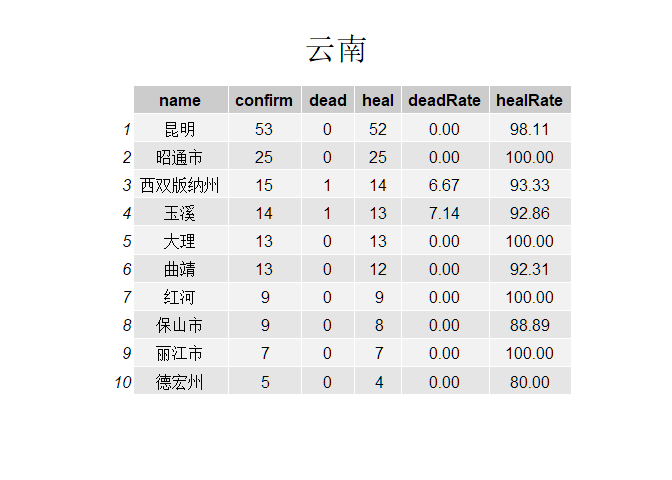 云南
name confirm dead heal deadRate healRate
1 昆明 53 0 52 0.00 98.11
2 昭通市 25 0 25 0.00 100.00
3 西双版纳州 15 1 14 6.67 93.33
4 玉溪 14 1 13 7.14 92.86
5 大理 13 0 13 0.00 100.00
6 曲靖 13 0 12 0.00 92.31
7 红河 9 0 9 0.00 100.00
8 保山市 9 0 8 0.00 88.89
9 丽江市 7 0 7 0.00 100.00
10 德宏州 5 0 4 0.00 80.00